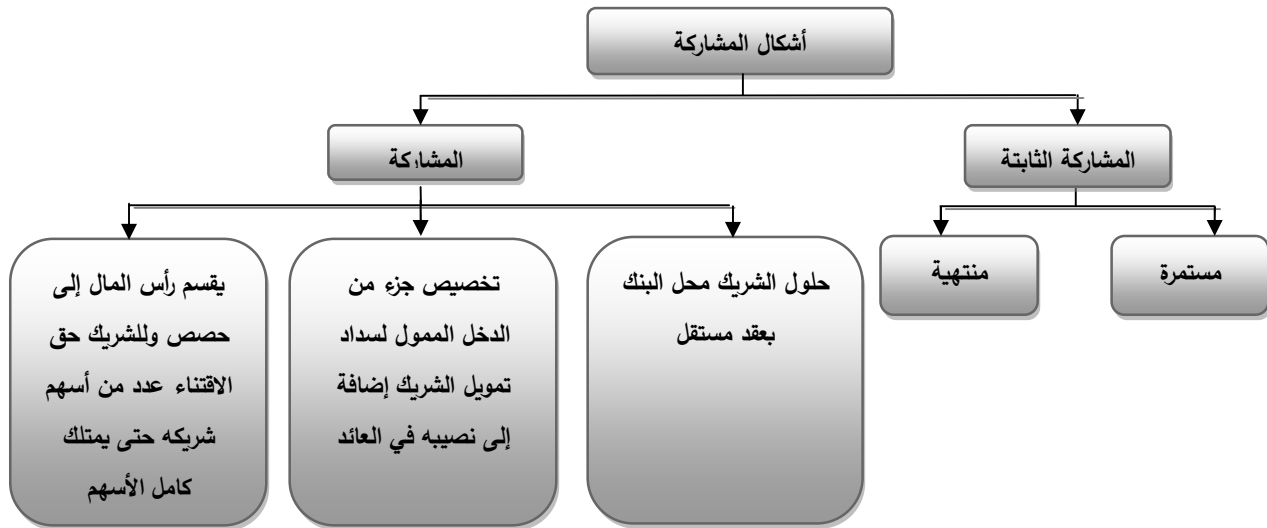 أشكال المشاركة
المشاركة الثابتة
المشاركة
مستمرة
منتهية
حلول الشريك محل البنك
بعقد مستقل
تخصيص جزء من
الدخل الممول لسداد
تمويل الشريك إضافة
إلى نصيبه في العائد
يقسم رأس المال إلى
حصص وللشريك حق
الاقتناء عدد من أسهم
شريكه حتى يمتلك
كامل الأسهم